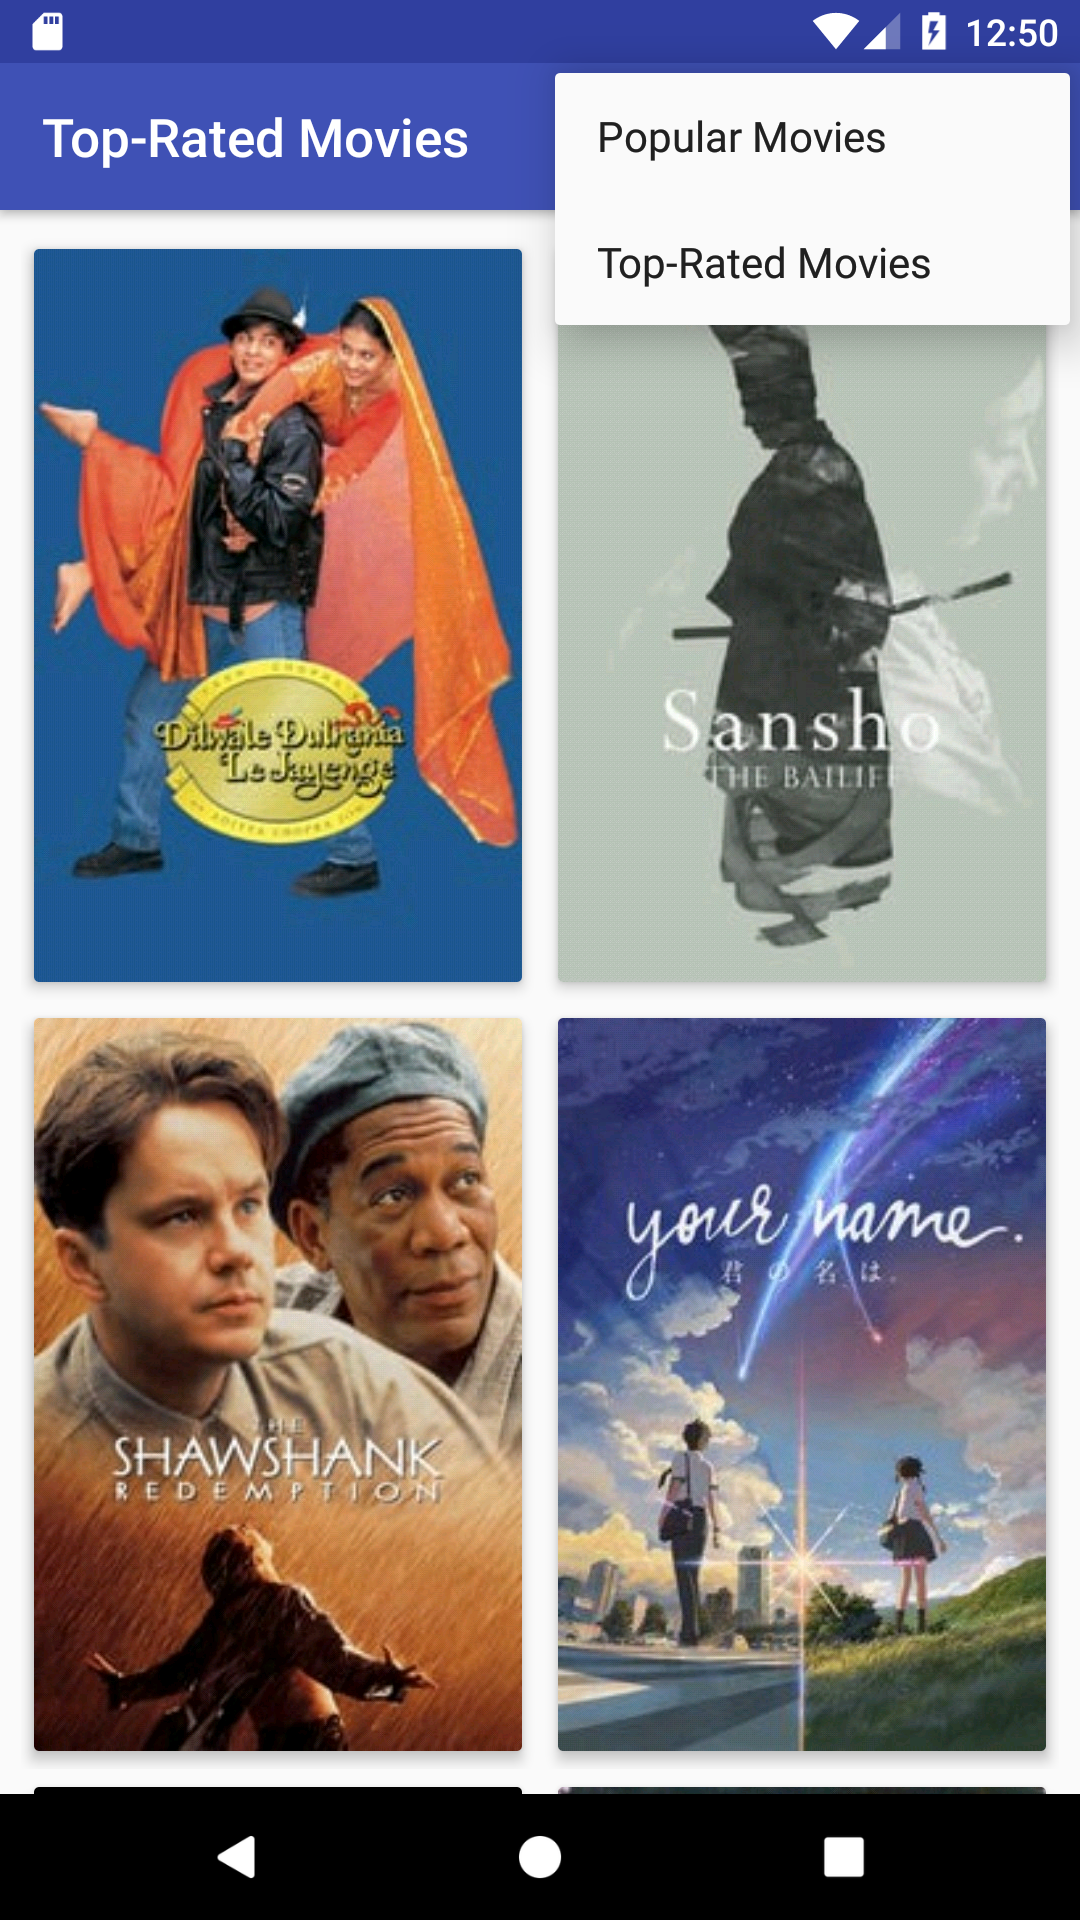 12:50
Top-Rated Movies
Popular Movies
Top-Rated Movies
Dilwale Dulhania
Le Jayenge
Sansho
THE BAILIFF
THE
SHAWSHANK
REDEMPTION
your name.
君の名は。